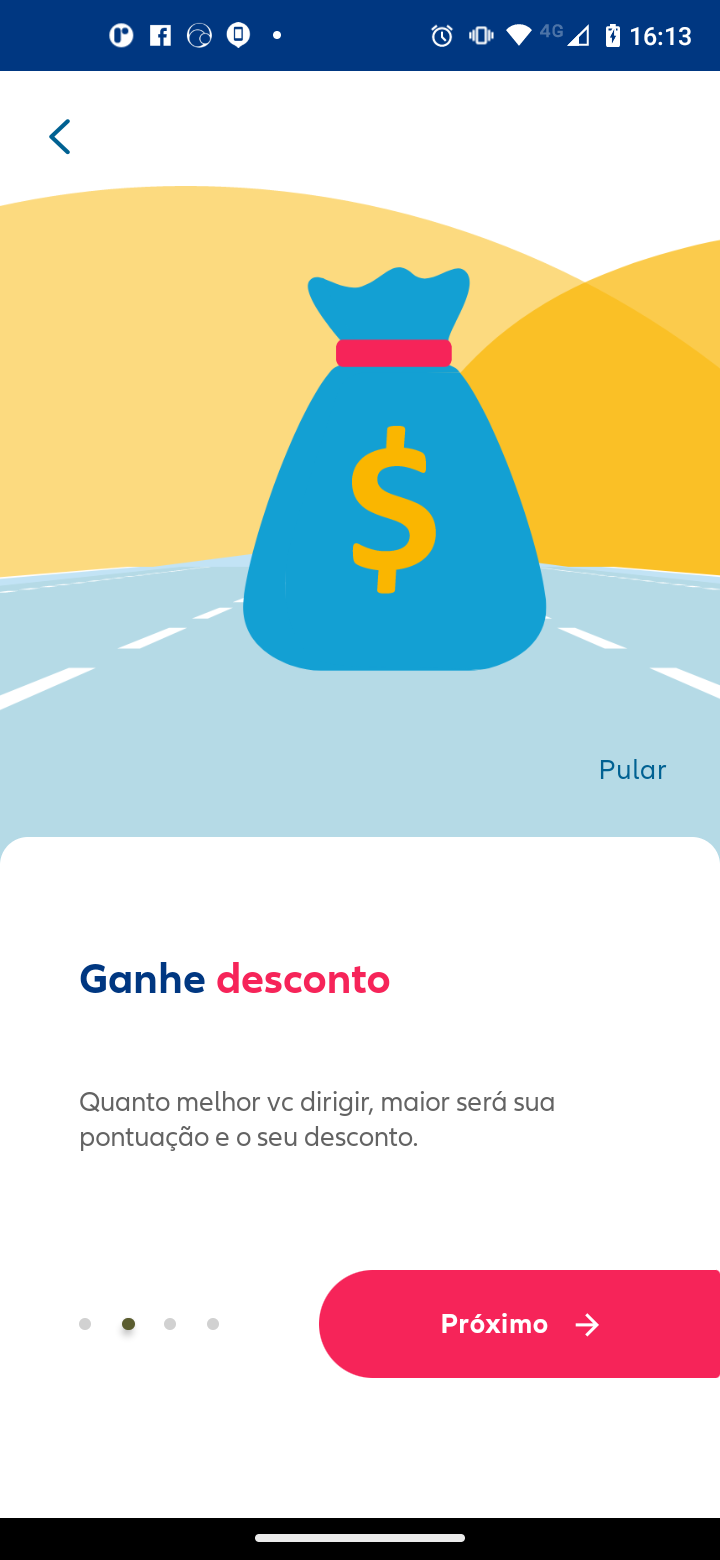 4G 16:13
$
Pular
Ganhe desconto
Quanto melhor vc dirigir, maior será sua
pontuação e o seu desconto.
Próximo